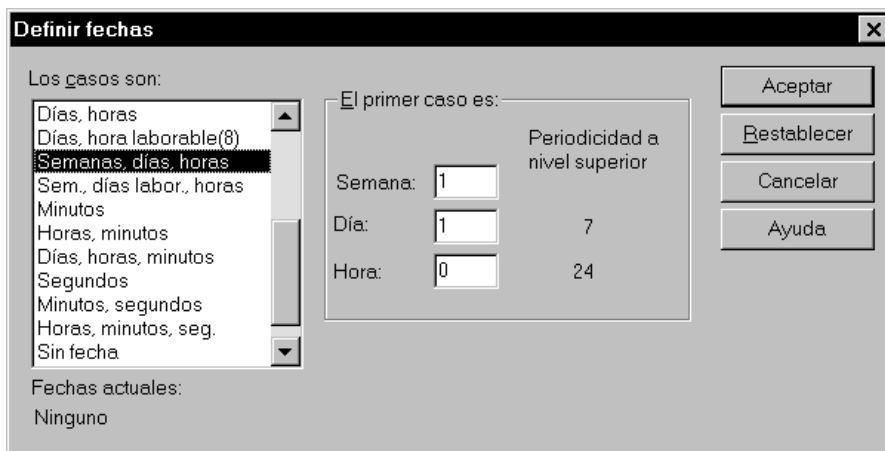 Definir fechas
Los casos son:
Días, horas
Días, hora laborable(8)
Semanas, días, horas
Sem., días labor., horas
Minutos
Horas, minutos
Días, horas, minutos
Segundos
Minutos, segundos
Horas, minutos, seg.
Sin fecha
Fechas actuales:
Ninguno
El primer caso es:
Periodicidad a
nivel superior
Semana: 1
Día: 1 7
Hora: 0 24
Aceptar
Restablecer
Cancelar
Ayuda